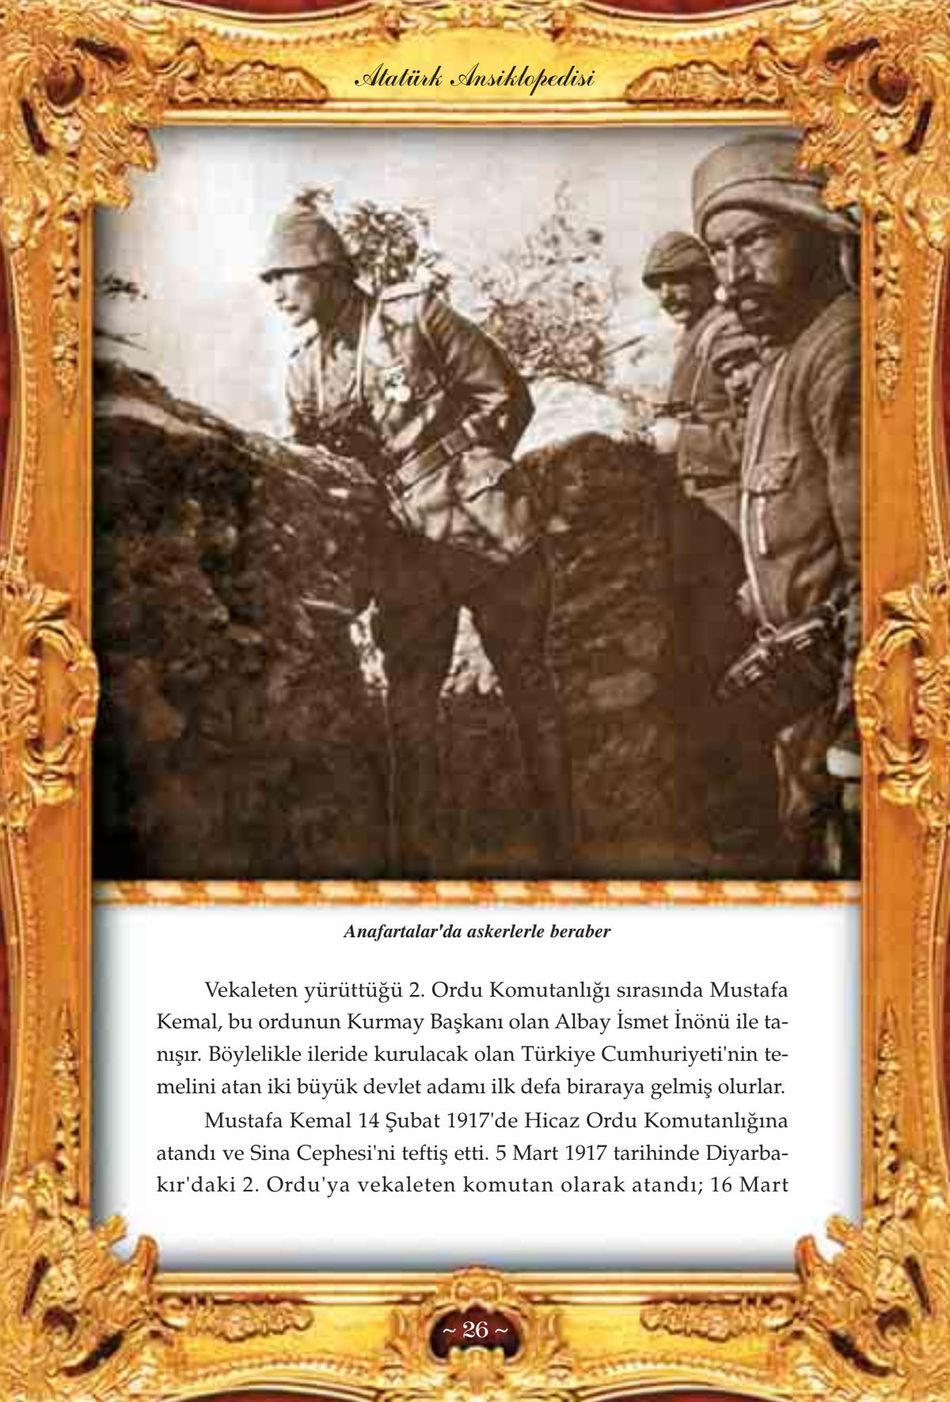 Atatürk Ansiklopedisi
Anafartalar'da askerlerle beraber
Vekaleten yürüttüğü 2. Ordu Komutanlığı sırasında Mustafa
Kemal, bu ordunun Kurmay Başkanı olan Albay İsmet İnönü ile ta-
nışır. Böylelikle ileride kurulacak olan Türkiye Cumhuriyeti'nin te-
melini atan iki büyük devlet adamı ilk defa biraraya gelmiş olurlar.
Mustafa Kemal 14 Şubat 1917'de Hicaz Ordu Komutanlığına
atandı ve Sina Cephesi'ni teftiş etti. 5 Mart 1917 tarihinde Diyarba-
kır'daki 2. Ordu'ya vekaleten komutan olarak atandı; 16 Mart
~ 26 ~